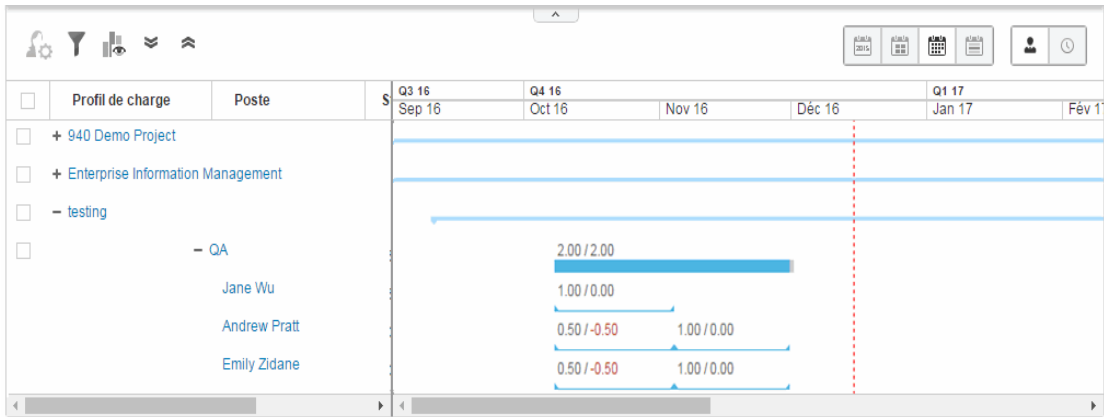 2015
Profil de charge Poste S
Q3 16 Q4 16 Q1 17
Sep 16 Oct 16 Nov 16 Déc 16 Jan 17 Fév 1
+ 940 Demo Project
+ Enterprise Information Management
− testing
− QA 2.00 / 2.00
Jane Wu 1.00 / 0.00
Andrew Pratt 0.50 / -0.50 1.00 / 0.00
Emily Zidane 0.50 / -0.50 1.00 / 0.00